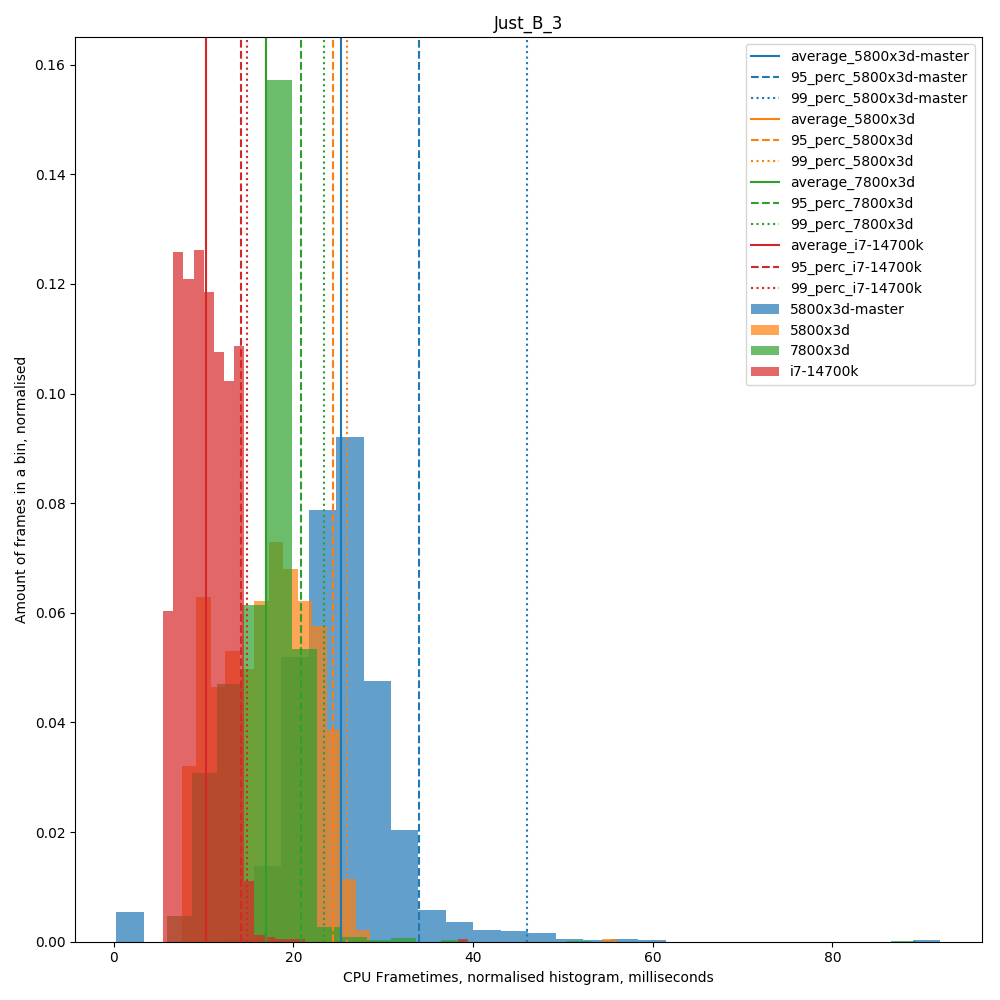 Just_B_3
Amount of frames in a bin, normalised
0.16
0.14
0.12
0.10
0.08
0.06
0.04
0.02
0.00
average_5800x3d-master
95_perc_5800x3d-master
99_perc_5800x3d-master
average_5800x3d
95_perc_5800x3d
99_perc_5800x3d
average_7800x3d
95_perc_7800x3d
99_perc_7800x3d
average_i7-14700k
95_perc_i7-14700k
99_perc_i7-14700k
5800x3d-master
5800x3d
7800x3d
i7-14700k
0 20 40 60 80
CPU Frametimes, normalised histogram, milliseconds